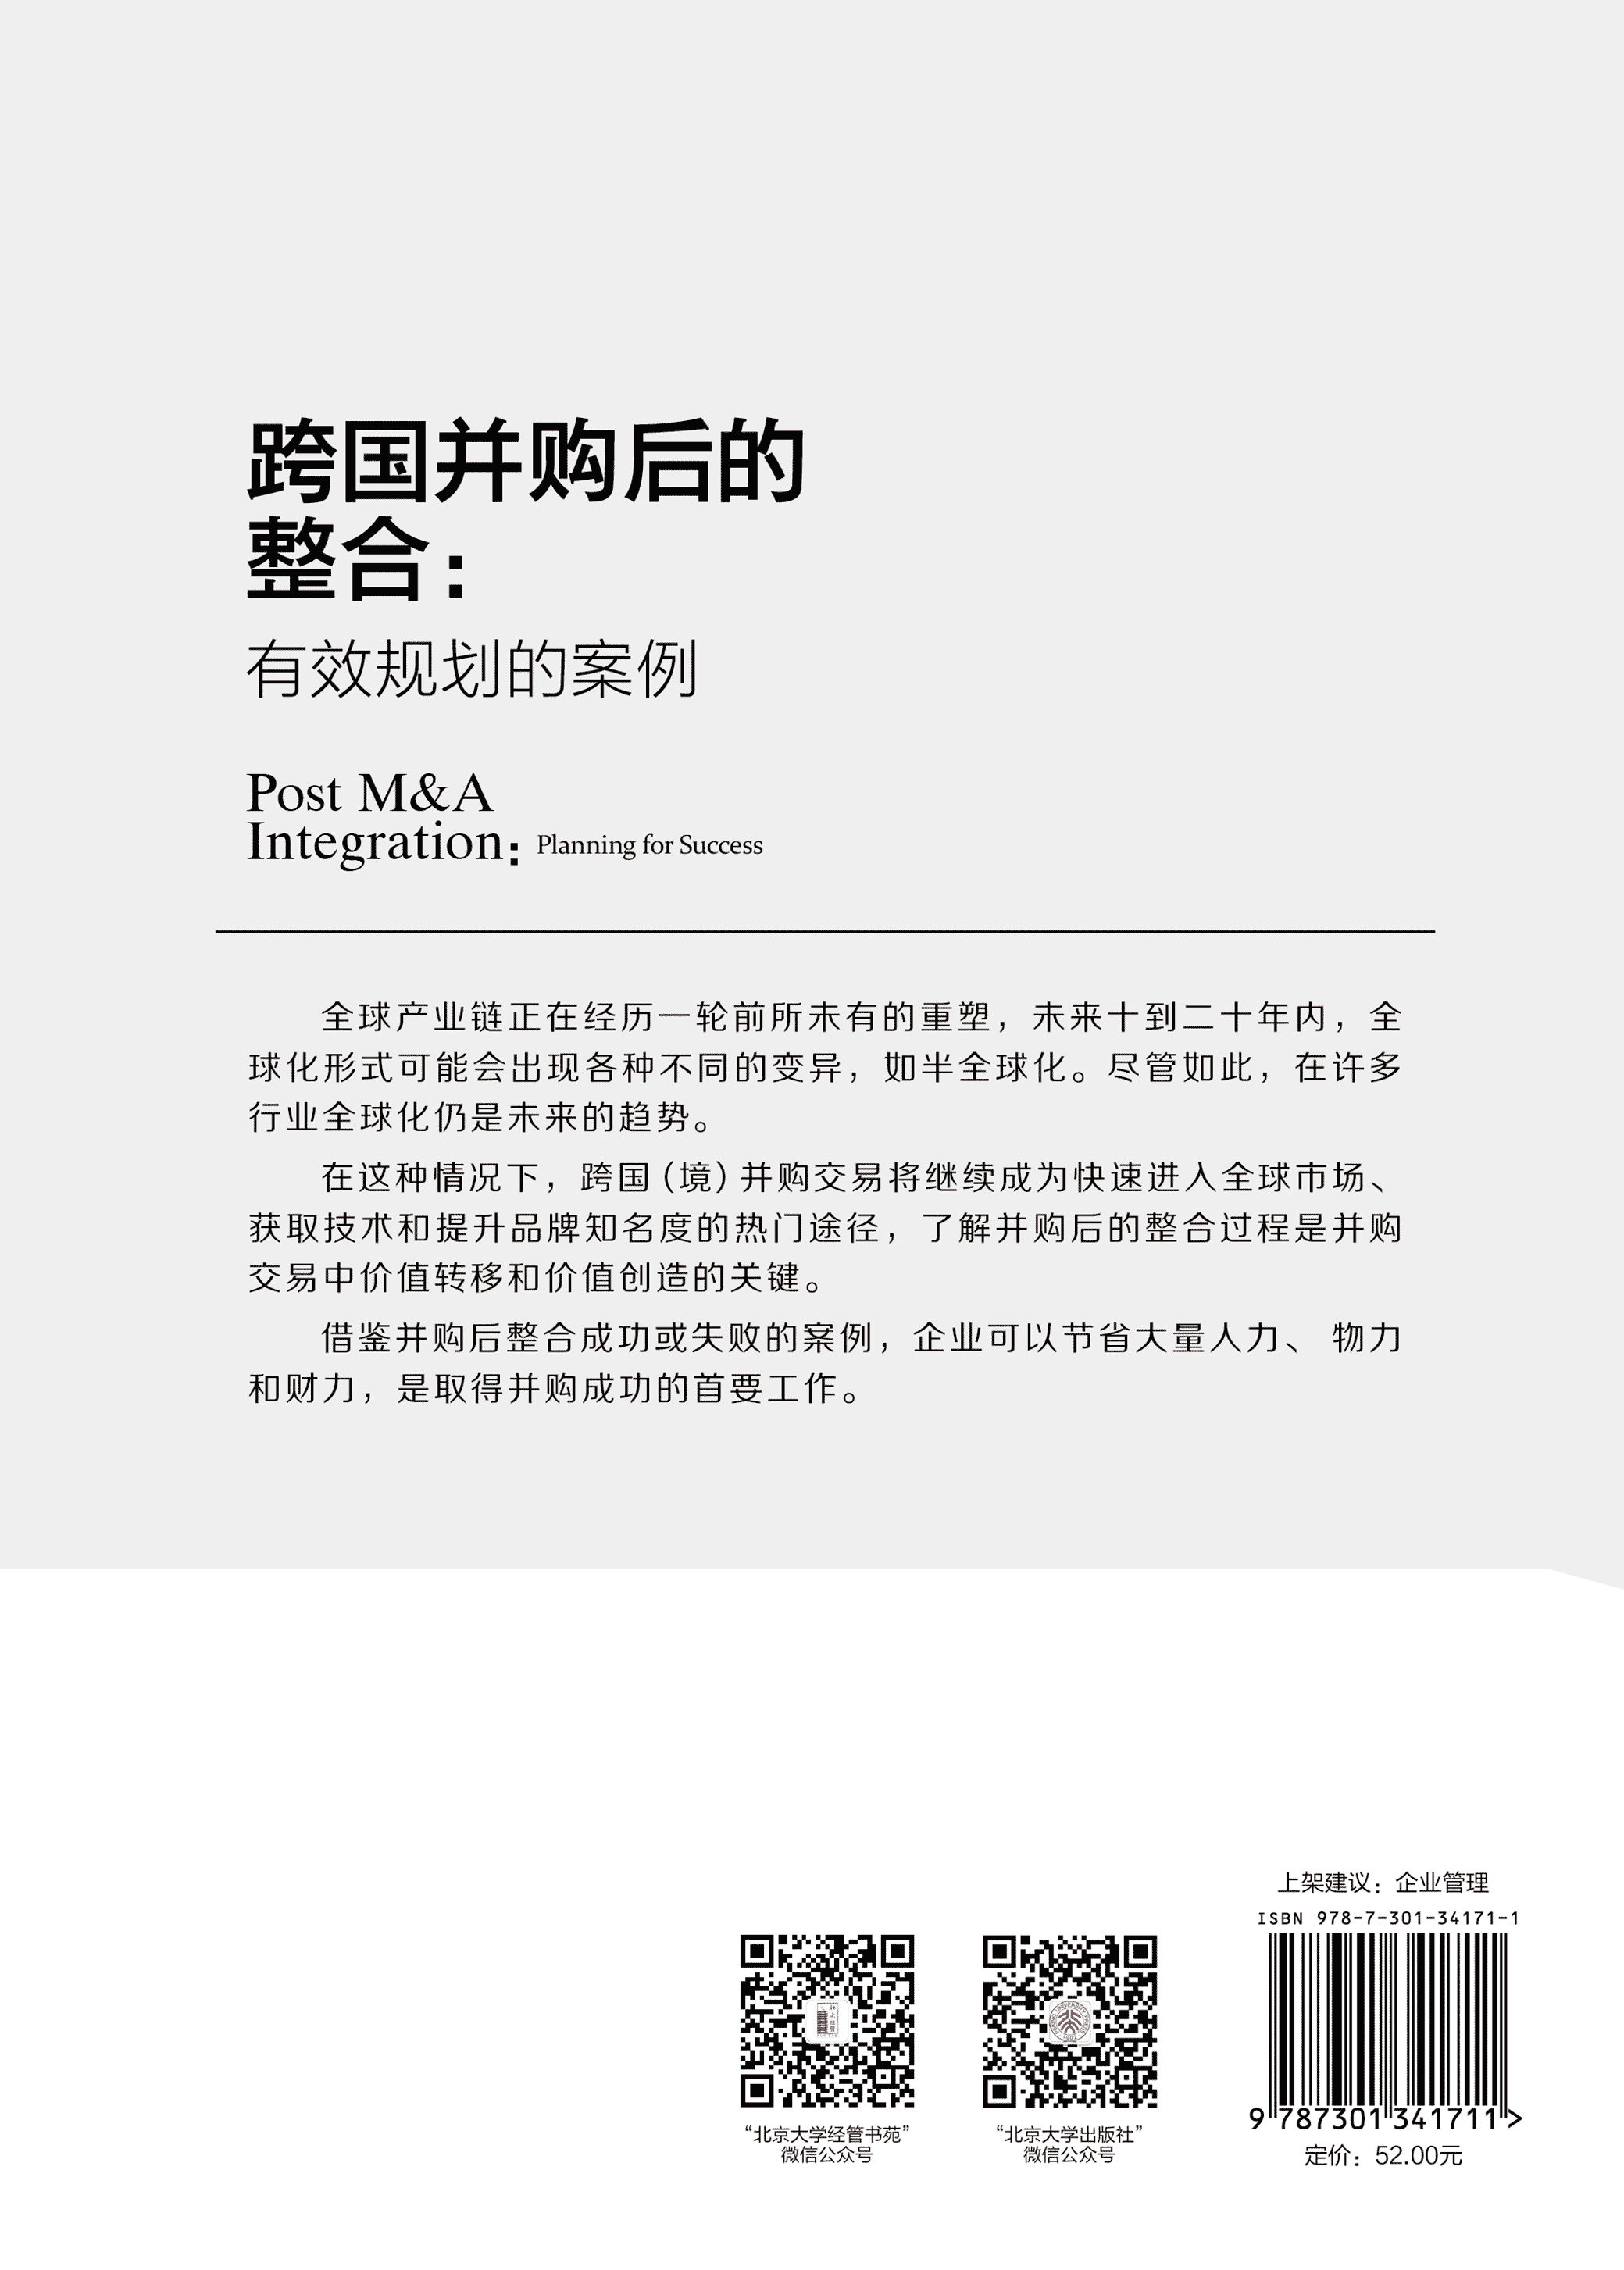 跨国并购后的
整合：
有效规划的案例
Post M&A
Integration: Planning for Success
全球产业链正在经历一轮前所未有的重塑，未来十到二十年内，全
球化形式可能会出现各种不同的变异，如半全球化。尽管如此，在许多
行业全球化仍是未来的趋势。
在这种情况下，跨国（境）并购交易将继续成为快速进入全球市场、
获取技术和提升品牌知名度的热门途径，了解并购后的整合过程是并购
交易中价值转移和价值创造的关键。
借鉴并购后整合成功或失败的案例，企业可以节省大量人力、 物力
和财力，是取得并购成功的首要工作。
上架建议：企业管理
ISBN 978-7-301-34171-1
9 787301 341711 >
定价：52.00元
“北京大学经管书苑”
微信公众号
“北京大学出版社”
微信公众号